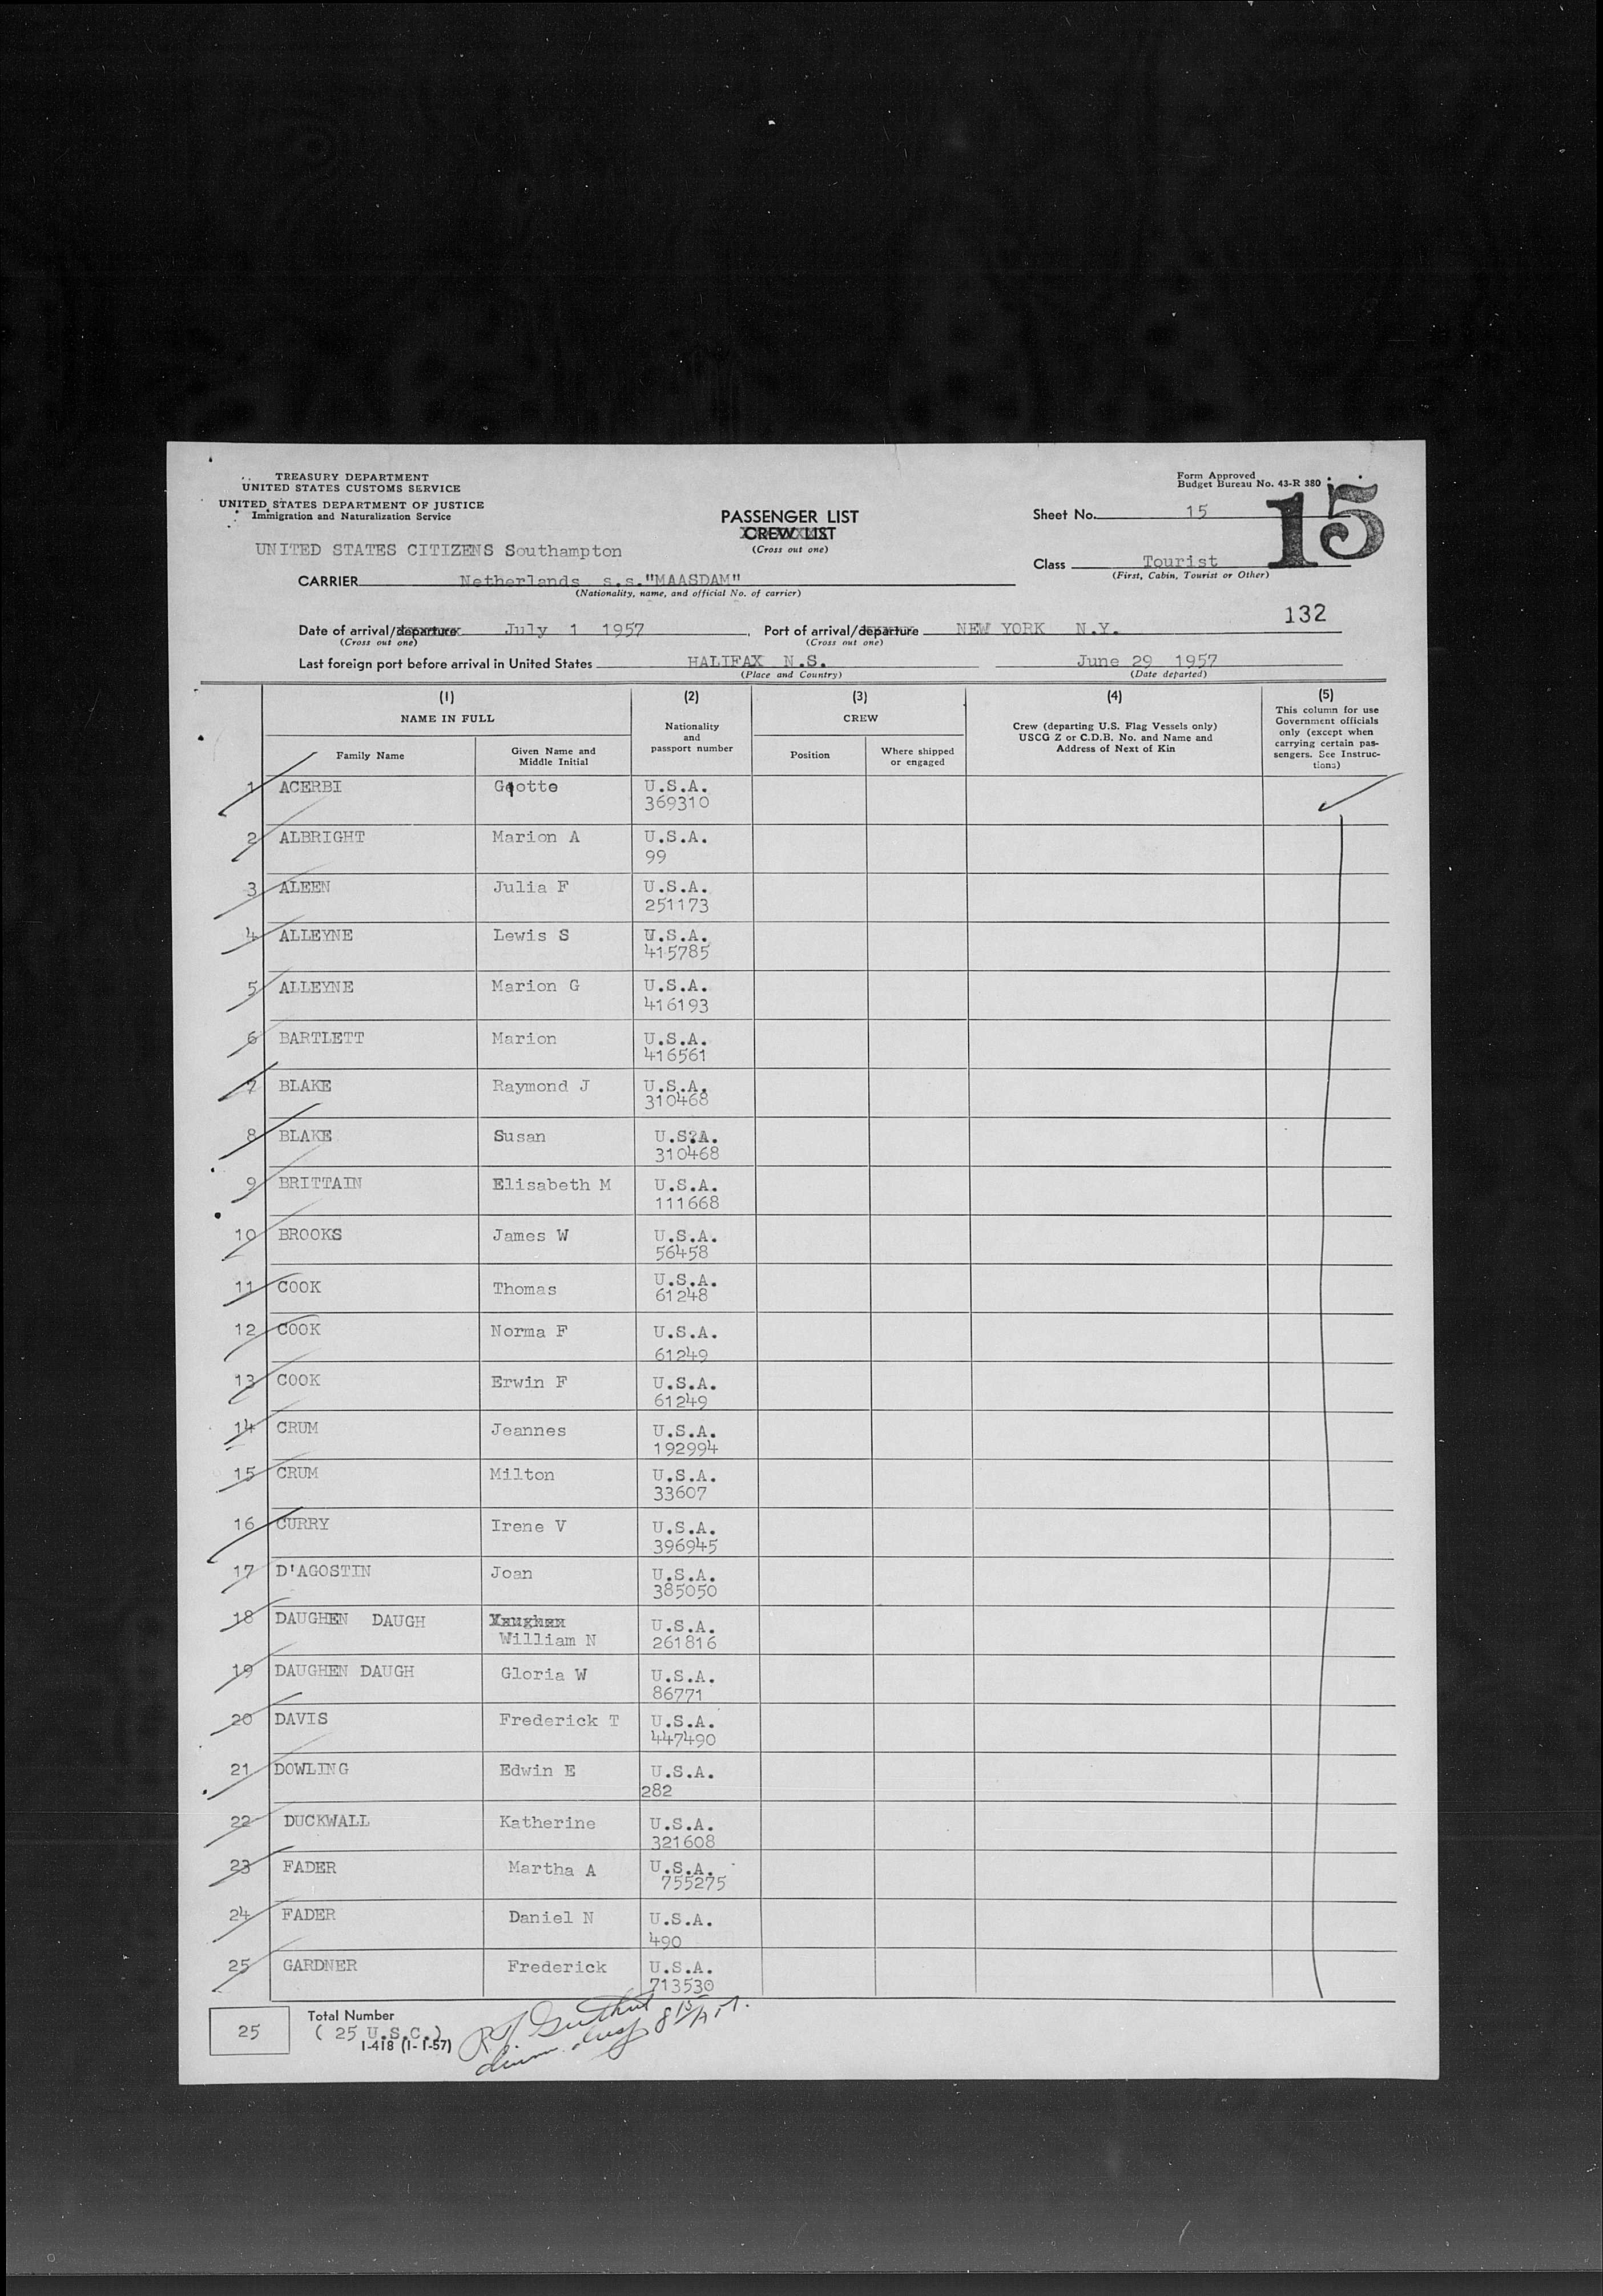 TREASURY DEPARTMENT
UNITED STATES CUSTOMS SERVICE
UNITED STATES DEPARTMENT OF JUSTICE
Immigration and Naturalization Service
Form Approved
Budget Bureau No. 43-R 380
PASSENGER LIST
CREW LIST
(Cross out one)
Sheet No. 15
15
UNITED STATES CITIZENS Southampton
Class Tourist
(First, Cabin, Tourist or Other)
CARRIER Netherlands s.s."MAASDAM"
(Nationality, name, and official No. of carrier)
132
Date of arrival/departure July 1 1957, Port of arrival/departure NEW YORK N.Y.
(Cross out one) (Cross out one)
Last foreign port before arrival in United States HALIFAX N.S. June 29 1957
(Place and Country) (Date departed)
(1) (2) (3) (4) (5)
NAME IN FULL
Family Name
Given Name and Middle Initial
Nationality and passport number
CREW
Position
Where shipped or engaged
Crew (departing U.S. Flag Vessels only)
USCG Z or C.D.B. No. and Name and
Address of Next of Kin
This column for use
Government officials
only (except when
carrying certain pas-
sengers. See Instruc-
tions)
1 ACERBI Giotto U.S.A.
369310
2 ALBRIGHT Marion A U.S.A.
99
3 ALEEN Julia F U.S.A.
251173
4 ALLEYNE Lewis S U.S.A.
415785
5 ALLEYNE Marion G U.S.A.
416193
6 BARTLETT Marion U.S.A.
416561
7 BLAKE Raymond J U.S.A.
310468
8 BLAKE Susan U.S?A.
310468
9 BRITTAIN Elisabeth M U.S.A.
111668
10 BROOKS James W U.S.A.
56458
11 COOK Thomas U.S.A.
61248
12 COOK Norma F U.S.A.
61249
13 COOK Erwin F U.S.A.
61249
14 CRUM Jeannes U.S.A.
192994
15 CRUM Milton U.S.A.
33607
16 CURRY Irene V U.S.A.
396945
17 D'AGOSTIN Joan U.S.A.
385050
18 DAUGHEN DAUGH U.S.A.
William N 261816
19 DAUGHEN DAUGH Gloria W U.S.A.
86771
20 DAVIS Frederick T U.S.A.
447490
21 DOWLING Edwin E U.S.A.
282
22 DUCKWALL Katherine U.S.A.
321608
23 FADER Martha A U.S.A.
755275
24 FADER Daniel N U.S.A.
490
25 GARDNER Frederick U.S.A.
713530
25
Total Number
( 25 U.S.C.)
I-418 (1-1-57)